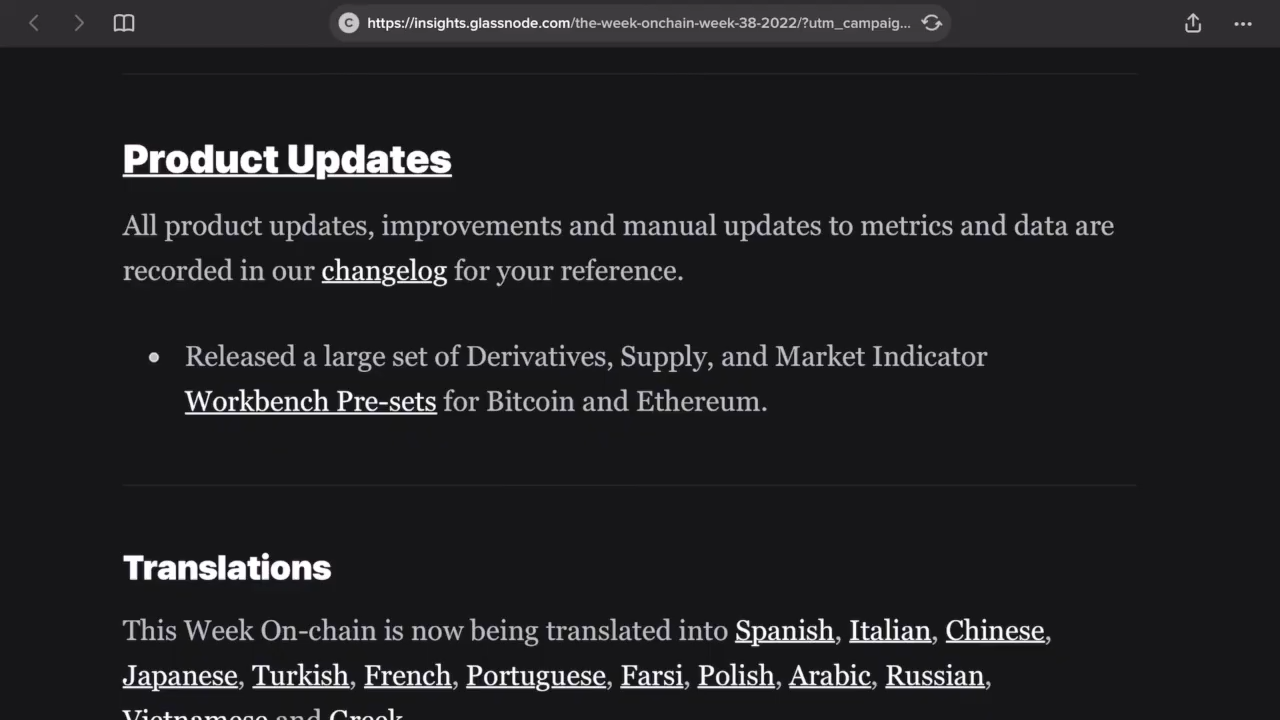 C https://insights.glassnode.com/the-week-onchain-week-38-2022/?utm_campaig...
Product Updates
All product updates, improvements and manual updates to metrics and data are
recorded in our changelog for your reference.
Released a large set of Derivatives, Supply, and Market Indicator
Workbench Pre-sets for Bitcoin and Ethereum.
Translations
This Week On-chain is now being translated into Spanish, Italian, Chinese,
Japanese, Turkish, French, Portuguese, Farsi, Polish, Arabic, Russian,
Vietnamese and Greek